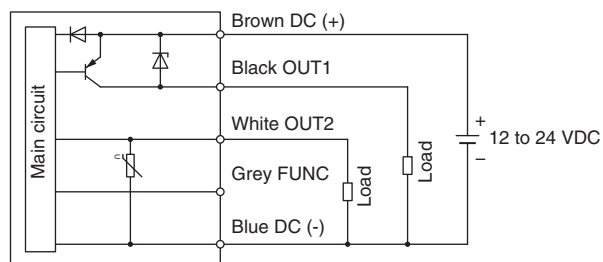 Brown DC (+)
Black OUT1
White OUT2
Grey FUNC
Blue DC (-)
Main circuit
Load
Load
+
12 to 24 VDC
−